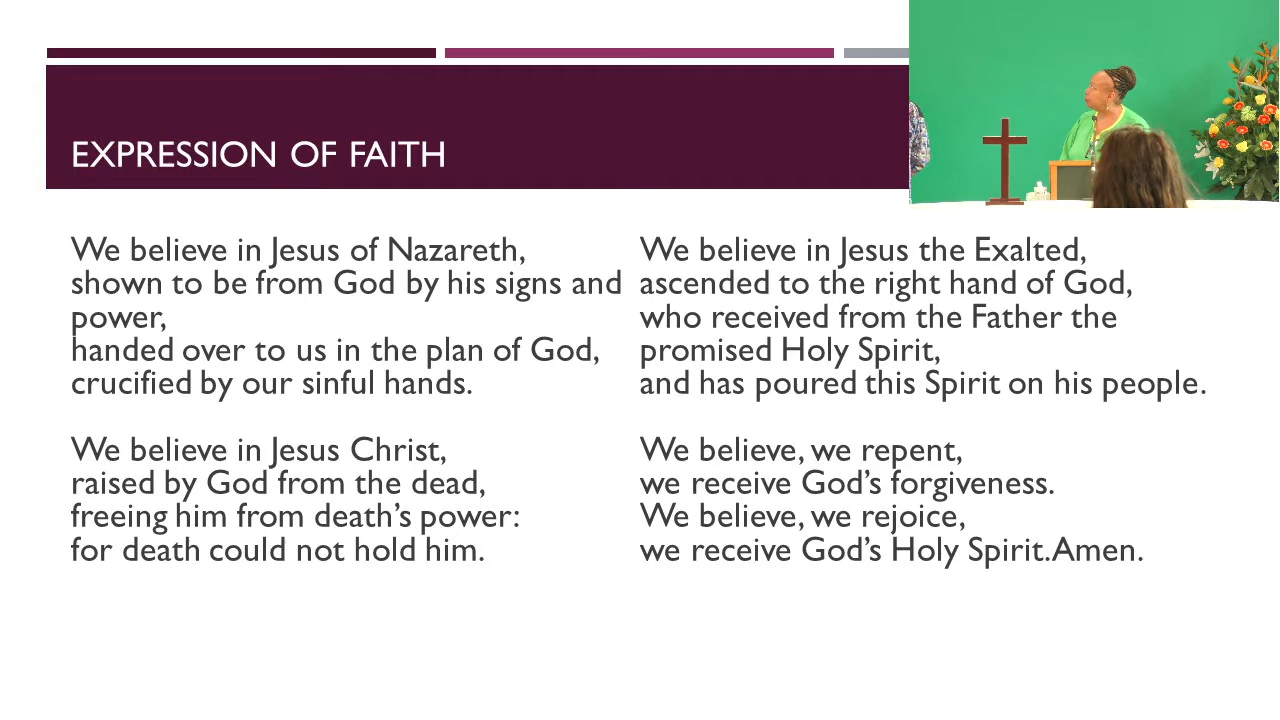 EXPRESSION OF FAITH
We believe in Jesus of Nazareth,
shown to be from God by his signs and
power,
handed over to us in the plan of God,
crucified by our sinful hands.
We believe in Jesus Christ,
raised by God from the dead,
freeing him from death’s power:
for death could not hold him.
We believe in Jesus the Exalted,
ascended to the right hand of God,
who received from the Father the
promised Holy Spirit,
and has poured this Spirit on his people.
We believe, we repent,
we receive God’s forgiveness.
We believe, we rejoice,
we receive God’s Holy Spirit. Amen.